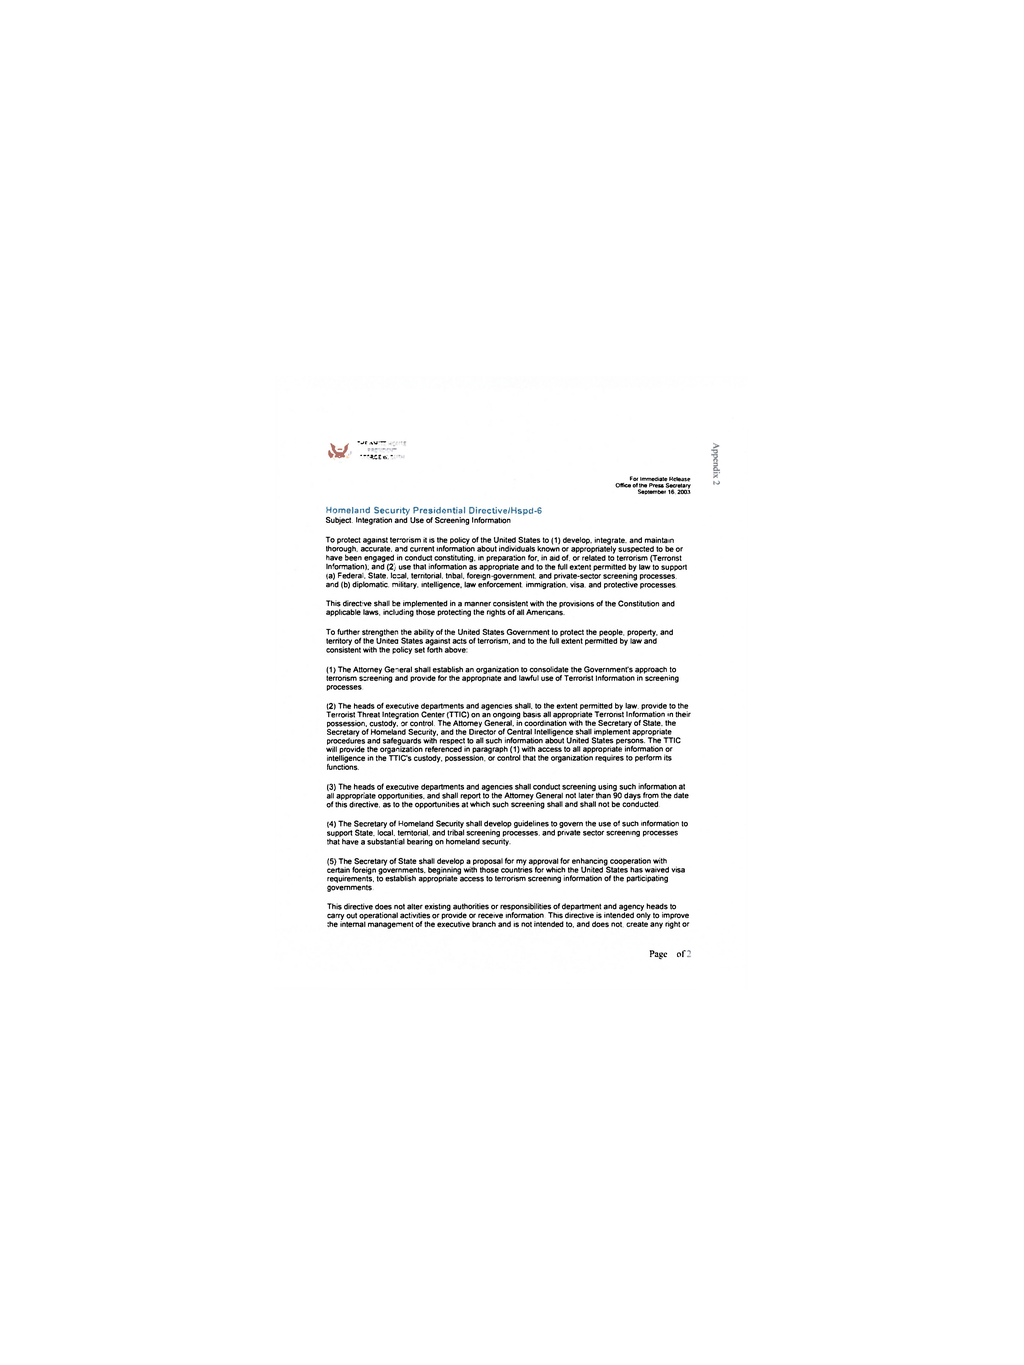 Appendix 2
For Immediate Release
Office of the Press Secretary
September 16, 2003
Homeland Security Presidential Directive/Hspd-6
Subject: Integration and Use of Screening Information
To protect against terrorism it is the policy of the United States to (1) develop, integrate, and maintain
thorough, accurate, and current information about individuals known or appropriately suspected to be or
have been engaged in conduct constituting, in preparation for, in aid of, or related to terrorism (Terrorist
Information), and (2) use that information as appropriate and to the full extent permitted by law to support
(a) Federal, State, local, territorial, tribal, foreign-government, and private-sector screening processes,
and (b) diplomatic, military, intelligence, law enforcement, immigration, visa, and protective processes.
This directive shall be implemented in a manner consistent with the provisions of the Constitution and
applicable laws, including those protecting the rights of all Americans.
To further strengthen the ability of the United States Government to protect the people, property, and
territory of the United States against acts of terrorism, and to the full extent permitted by law and
consistent with the policy set forth above:
(1) The Attorney General shall establish an organization to consolidate the Government's approach to
terrorism screening and provide for the appropriate and lawful use of Terrorist Information in screening
processes.
(2) The heads of executive departments and agencies shall, to the extent permitted by law, provide to the
Terrorist Threat Integration Center (TTIC) on an ongoing basis all appropriate Terrorist Information in their
possession, custody, or control. The Attorney General, in coordination with the Secretary of State, the
Secretary of Homeland Security, and the Director of Central Intelligence shall implement appropriate
procedures and safeguards with respect to all such information about United States persons. The TTIC
will provide the organization referenced in paragraph (1) with access to all appropriate information or
intelligence in the TTIC's custody, possession, or control that the organization requires to perform its
functions.
(3) The heads of executive departments and agencies shall conduct screening using such information at
all appropriate opportunities, and shall report to the Attorney General not later than 90 days from the date
of this directive, as to the opportunities at which such screening shall and shall not be conducted.
(4) The Secretary of Homeland Security shall develop guidelines to govern the use of such information to
support State, local, territorial, and tribal screening processes, and private sector screening processes
that have a substantial bearing on homeland security.
(5) The Secretary of State shall develop a proposal for my approval for enhancing cooperation with
certain foreign governments, beginning with those countries for which the United States has waived visa
requirements, to establish appropriate access to terrorism screening information of the participating
governments.
This directive does not alter existing authorities or responsibilities of department and agency heads to
carry out operational activities or provide or receive information. This directive is intended only to improve
the internal management of the executive branch and is not intended to, and does not, create any right or
Page of 2